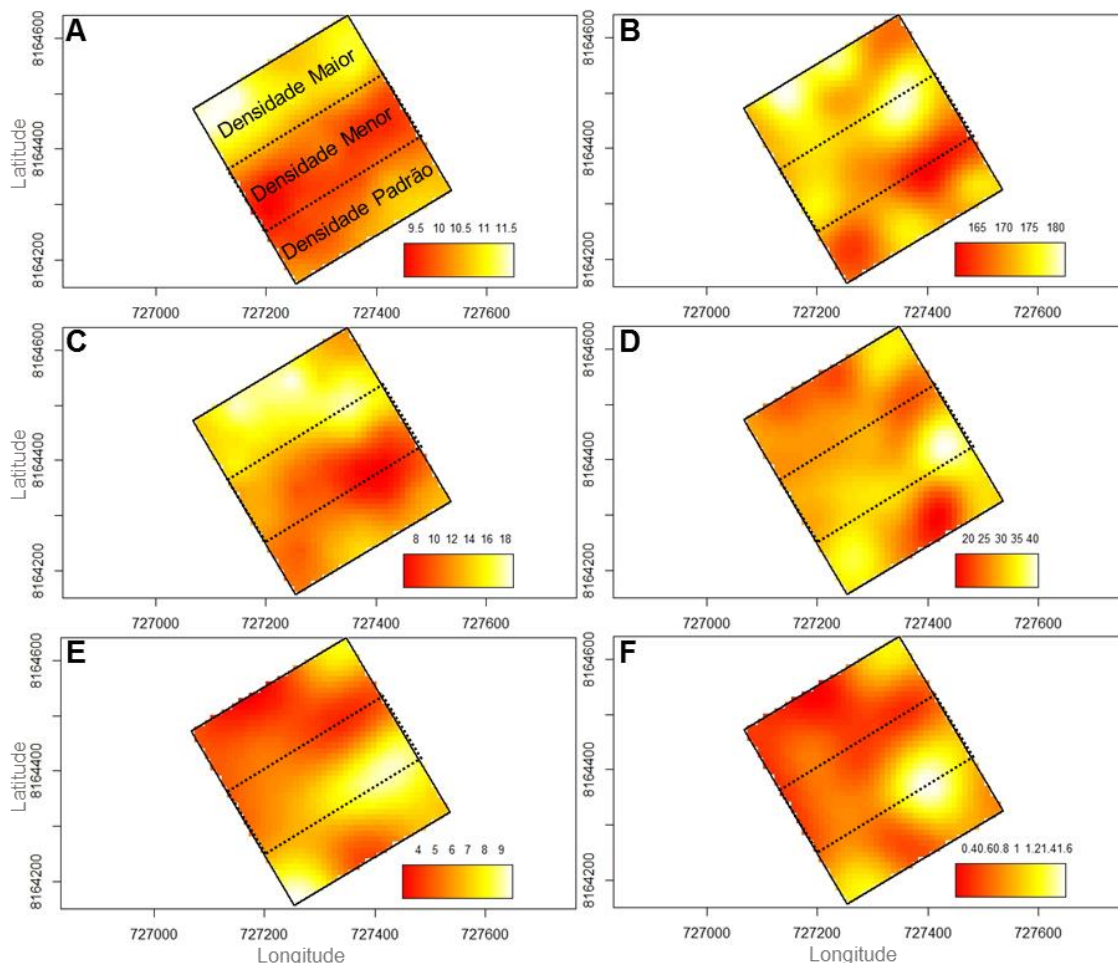 A
Densidade Maior
Densidade Menor
Densidade Padrão
9.5 10 10.5 11 11.5
8164200 8164400 8164600
Latitude
727000 727200 727400 727600
B
165 170 175 180
8164200 8164400 8164600
727000 727200 727400 727600
C
8 10 12 14 16 18
8164200 8164400 8164600
Latitude
727000 727200 727400 727600
D
20 25 30 35 40
8164200 8164400 8164600
727000 727200 727400 727600
E
4 5 6 7 8 9
8164200 8164400 8164600
Latitude
727000 727200 727400 727600
Longitude
F
0.40.60.8 1 1.21.41.6
8164200 8164400 8164600
727000 727200 727400 727600
Longitude